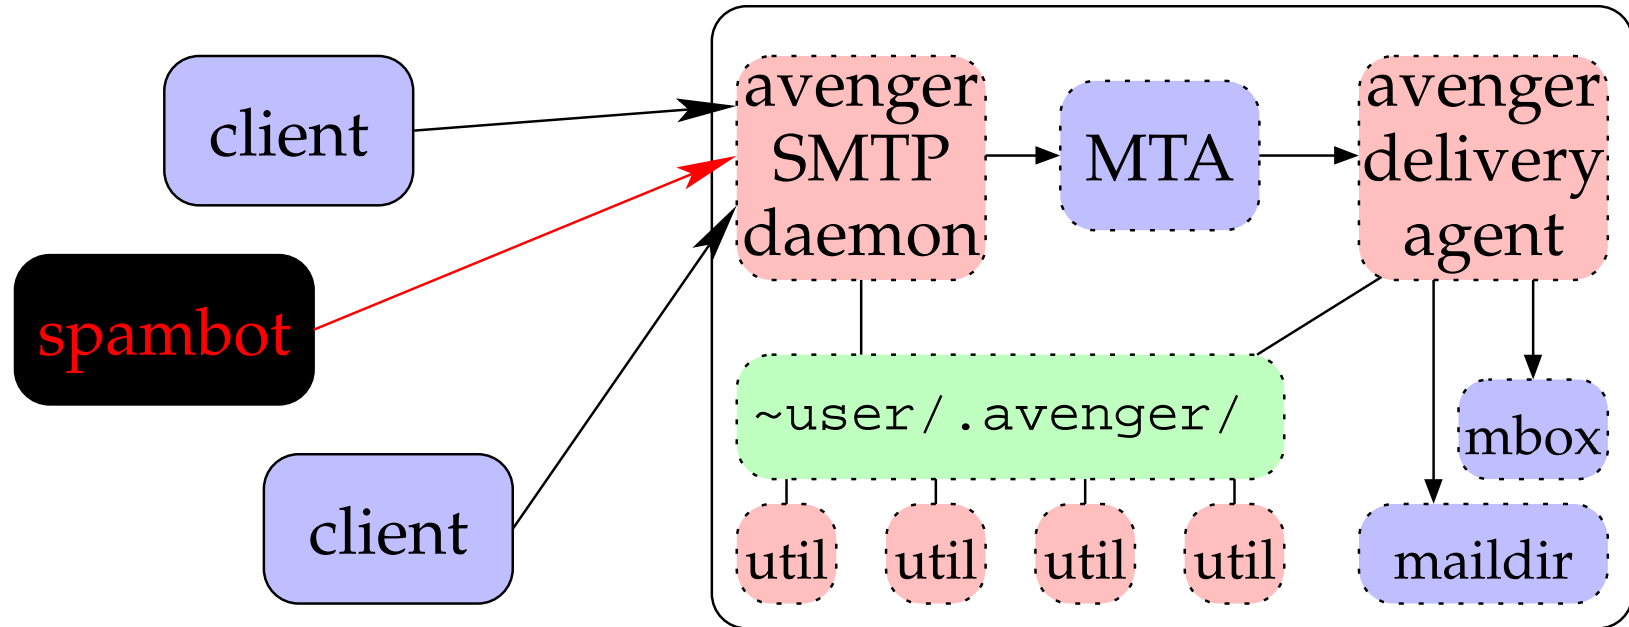 client
spambot
client
avenger
SMTP
daemon
MTA
avenger
delivery
agent
~user/.avenger/
mbox
util
util
util
util
maildir